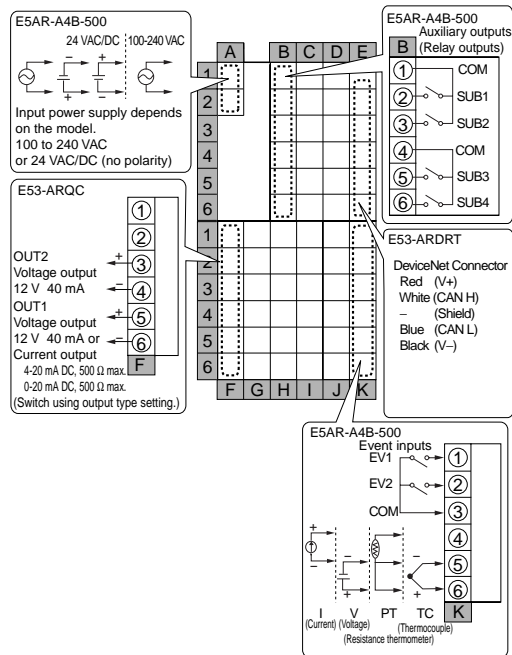 E5AR-A4B-500
24 VAC/DC 100-240 VAC
− − +
+ + −
Input power supply depends
on the model.
100 to 240 VAC
or 24 VAC/DC (no polarity)
A B C D E
1
2
3
4
5
6
1
2
3
4
5
6
F G H I J K
E5AR-A4B-500
Auxiliary outputs
(Relay outputs)
B
1 COM
2 SUB1
3 SUB2
4 COM
5 SUB3
6 SUB4
E53-ARQC
1
2
OUT2 + 3
Voltage output
12 V 40 mA − 4
OUT1 + 5
Voltage output
12 V 40 mA or − 6
Current output
F
4-20 mA DC, 500 Ω max.
0-20 mA DC, 500 Ω max.
(Switch using output type setting.)
E53-ARDRT
DeviceNet Connector
Red (V+)
White (CAN H)
− (Shield)
Blue (CAN L)
Black (V−)
E5AR-A4B-500
Event inputs
EV1 1
EV2 2
COM 3
4
+ − − 5
− + + 6
I V PT TC K
(Current) (Voltage) (Thermocouple)
(Resistance thermometer)